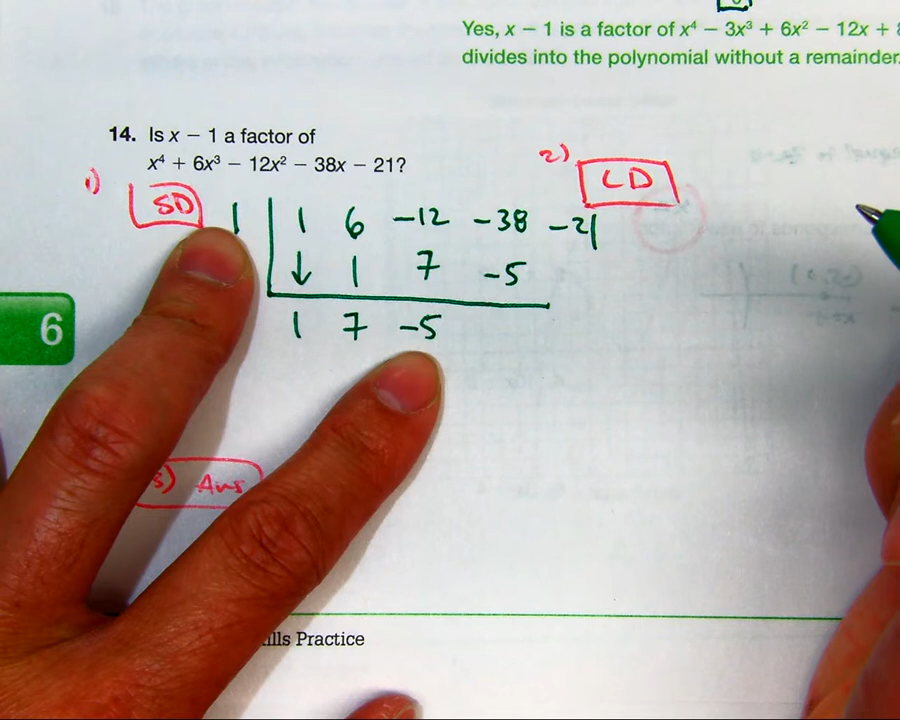 Yes, x − 1 is a factor of x⁴ − 3x³ + 6x² − 12x +
divides into the polynomial without a remainder.
14. Is x − 1 a factor of
x⁴ + 6x³ − 12x² − 38x − 21?
1) SD
2) LD
1 1 6 −12 −38 −21
↓ 1 7 −5
1 7 −5
6
3) Ans
Practice